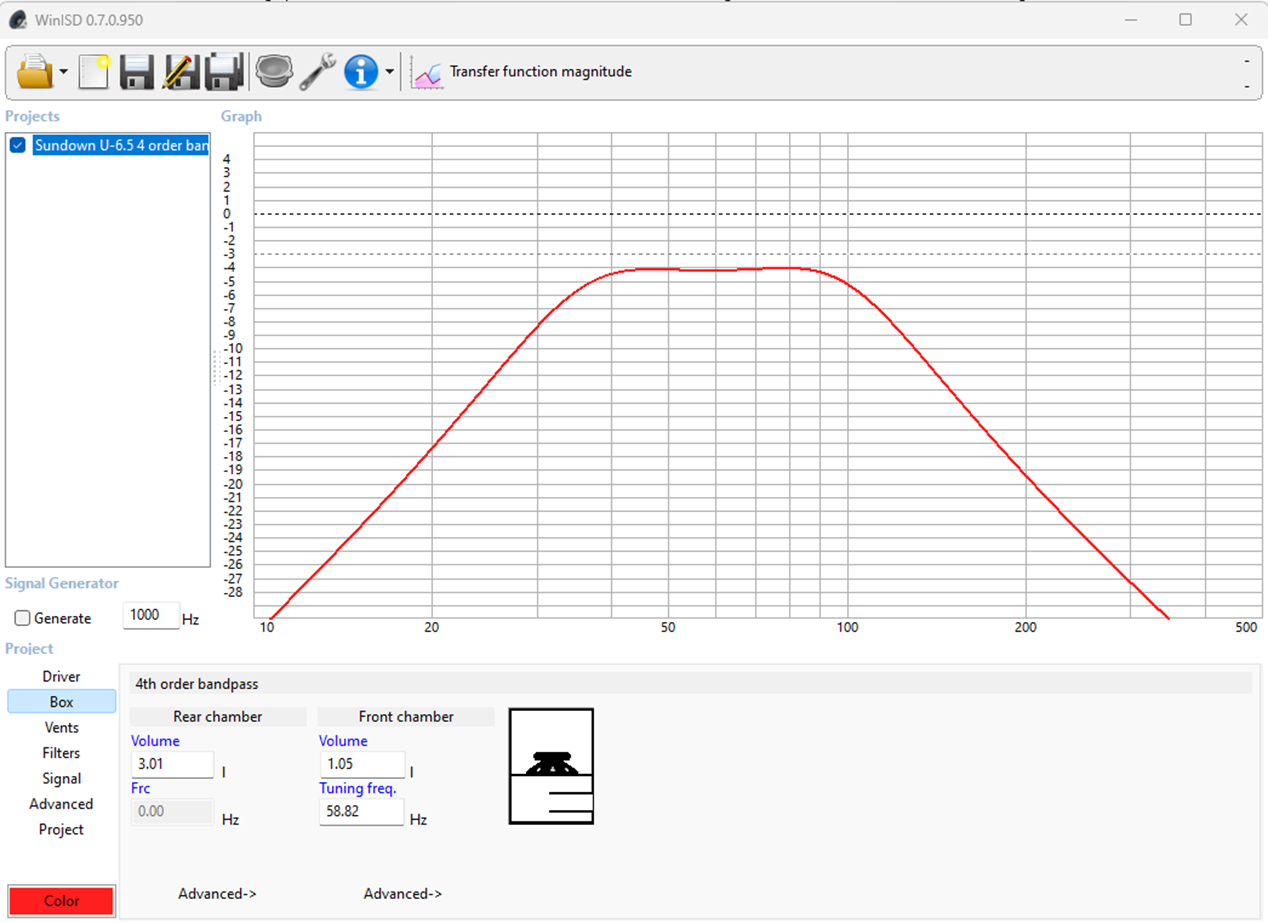 WinISD 0.7.0.950
Transfer function magnitude
-
-
Projects
Graph
Sundown U-6.5 4 order ban
4
3
2
1
0
-1
-2
-3
-4
-5
-6
-7
-8
-9
-10
-11
-12
-13
-14
-15
-16
-17
-18
-19
-20
-21
-22
-23
-24
-25
-26
-27
-28
10 20 50 100 200 500
Signal Generator
Generate 1000 Hz
Project
Driver
Box
Vents
Filters
Signal
Advanced
Project
Color
4th order bandpass
Rear chamber Front chamber
Volume Volume
3.01 l 1.05 l
Frc Tuning freq.
0.00 Hz 58.82 Hz
Advanced-> Advanced->